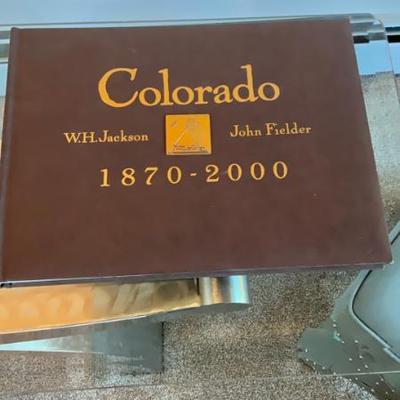 Colorado
W.H. Jackson John Fielder
1870-2000